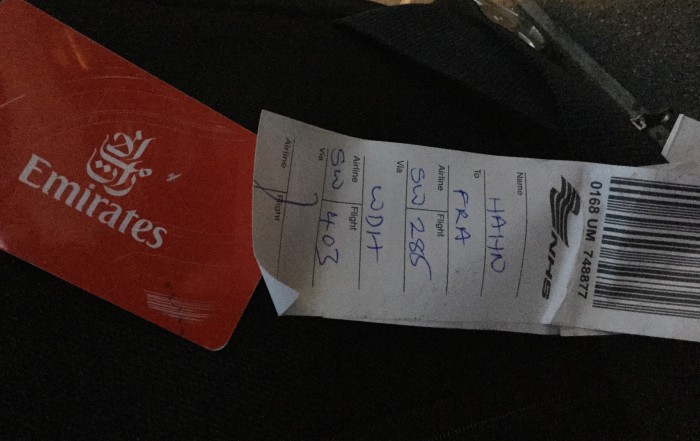 الإمارات
Emirates
0168 UM 748877
Name
HAHN
To
FRA
Airline Flight
SW 285
Via
WDH
Airline Flight
SW 403
Via
Airline Flight